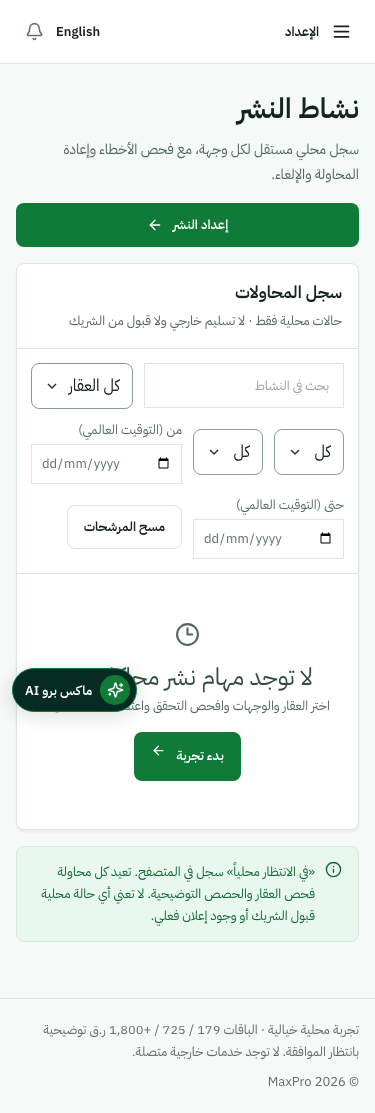 الإعداد
English
نشاط النشر
سجل محلي مستقل لكل وجهة، مع فحص الأخطاء وإعادة
المحاولة والإلغاء.
إعداد النشر
سجل المحاولات
حالات محلية فقط · لا تسليم خارجي ولا قبول من الشريك
بحث في النشاط
كل العقار
كل
كل
من (التوقيت العالمي)
dd/mm/yyyy
حتى (التوقيت العالمي)
dd/mm/yyyy
مسح المرشحات
لا توجد مهام نشر
اختر العقار والوجهات وافحص التحقق
ماكس برو AI
بدء تجربة
«في الانتظار محلياً» سجل في المتصفح. تعيد كل محاولة
فحص العقار والحصص التوضيحية. لا تعني أي حالة محلية
قبول الشريك أو وجود إعلان فعلي.
تجربة محلية خيالية · الباقات 179 / 725 / +1,800 ر.ق توضيحية
بانتظار الموافقة. لا توجد خدمات خارجية متصلة.
© 2026 MaxPro